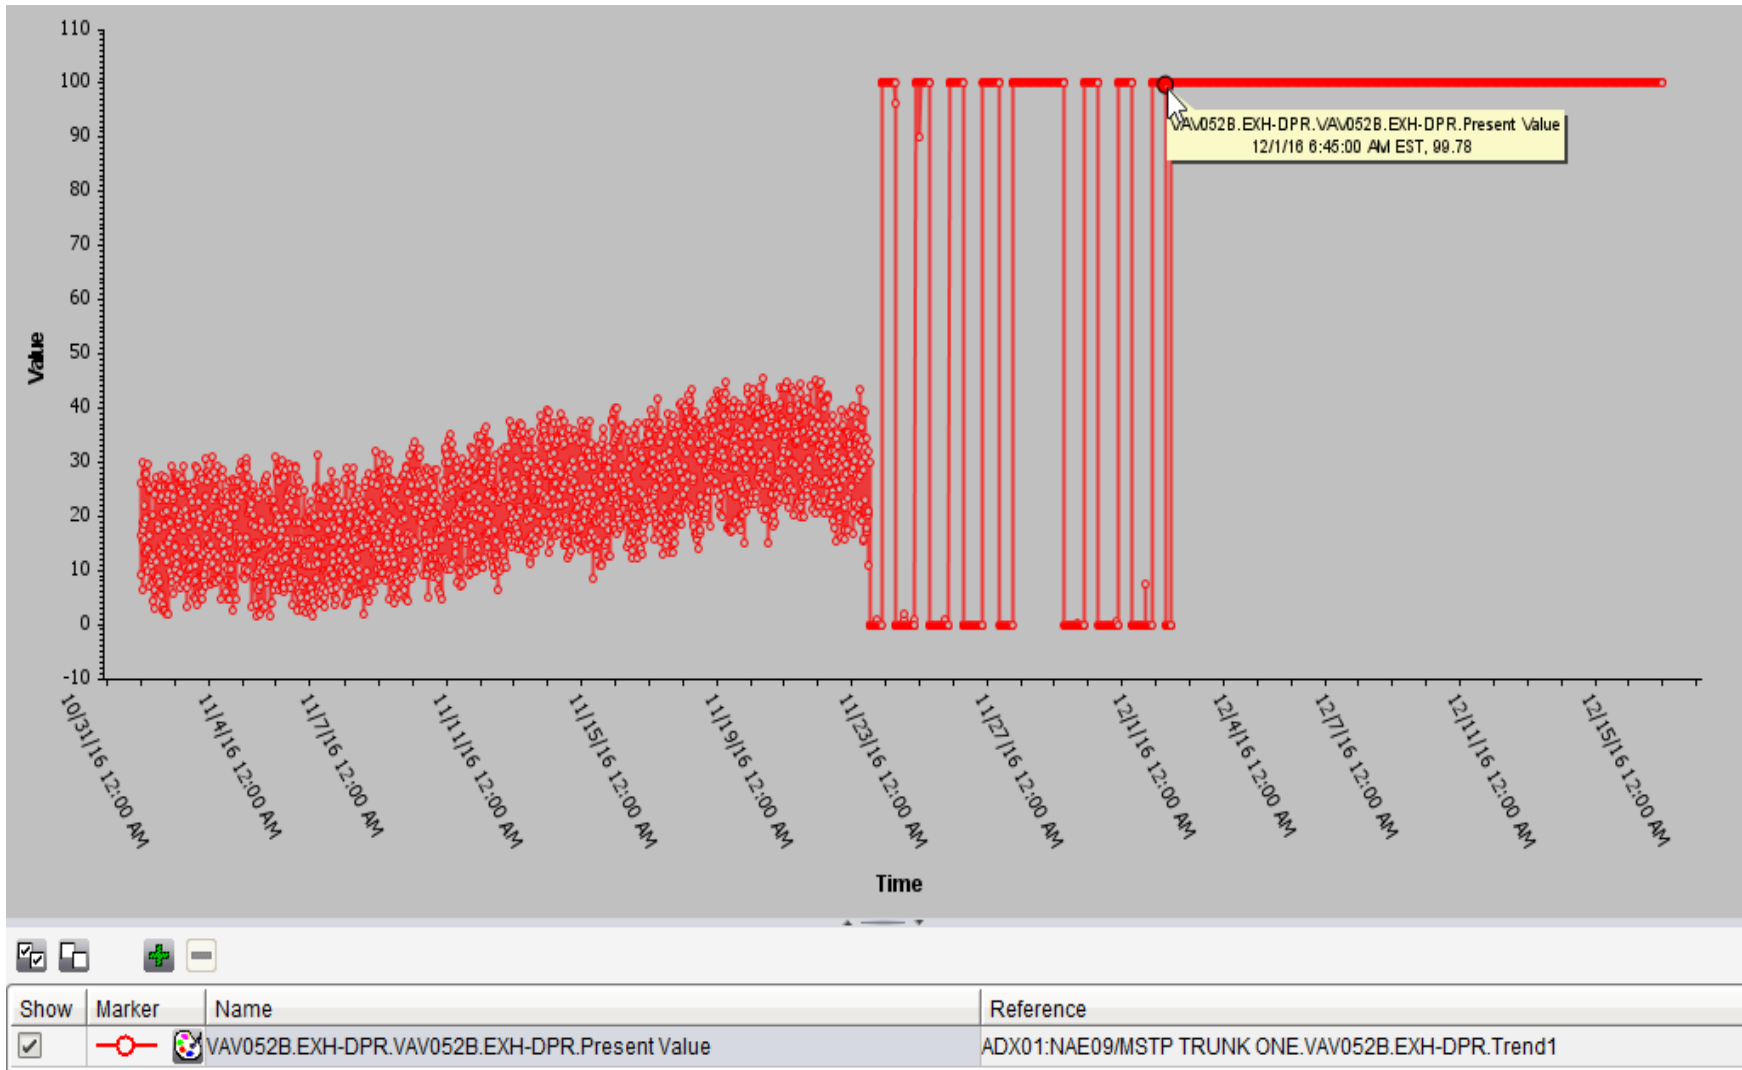 110
100
90
80
70
60
50
40
30
20
10
0
-10
Value
VAV052B.EXH-DPR.VAV052B.EXH-DPR.Present Value
12/1/16 6:45:00 AM EST, 99.78
10/31/16 12:00 AM
11/4/16 12:00 AM
11/7/16 12:00 AM
11/11/16 12:00 AM
11/15/16 12:00 AM
11/19/16 12:00 AM
11/23/16 12:00 AM
11/27/16 12:00 AM
12/1/16 12:00 AM
12/4/16 12:00 AM
12/7/16 12:00 AM
12/11/16 12:00 AM
12/15/16 12:00 AM
Time
Show Marker Name Reference
VAV052B.EXH-DPR.VAV052B.EXH-DPR.Present Value ADX01:NAE09/MSTP TRUNK ONE.VAV052B.EXH-DPR.Trend1